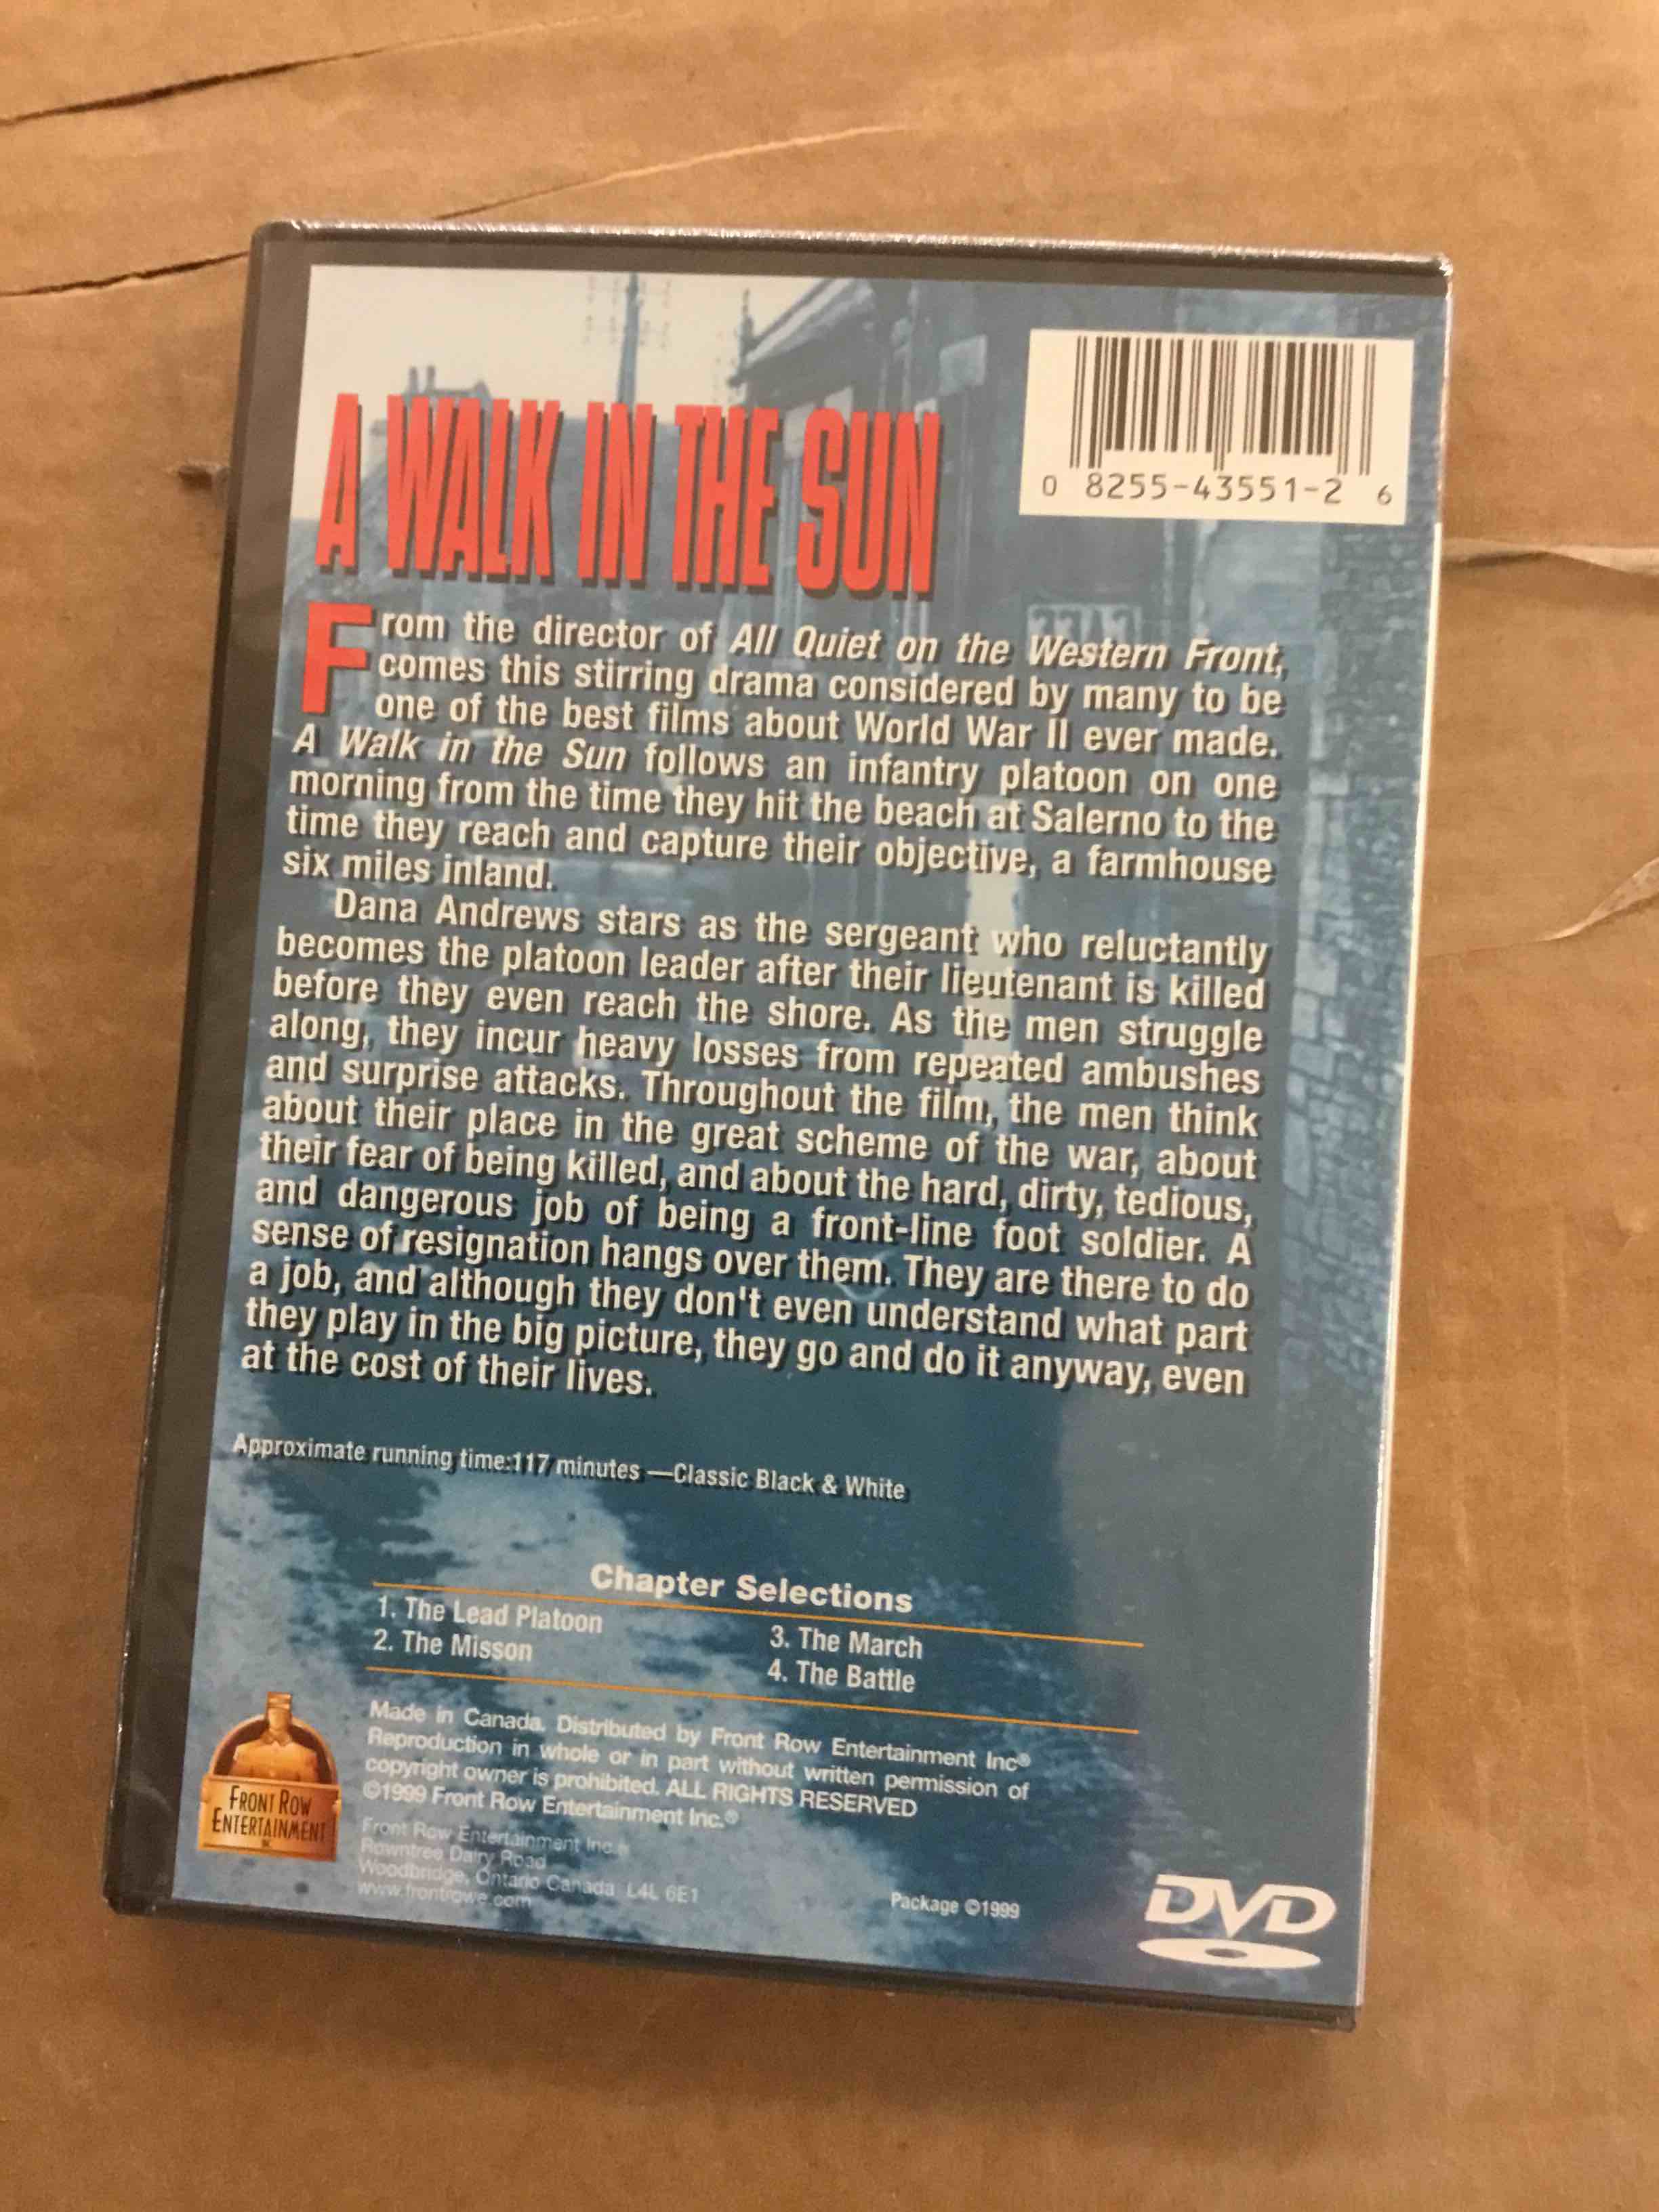 A WALK IN THE SUN
0 8255-43551-2 6
From the director of All Quiet on the Western Front,
comes this stirring drama considered by many to be
one of the best films about World War II ever made.
A Walk in the Sun follows an infantry platoon on one
morning from the time they hit the beach at Salerno to the
time they reach and capture their objective, a farmhouse
six miles inland.
Dana Andrews stars as the sergeant who reluctantly
becomes the platoon leader after their lieutenant is killed
before they even reach the shore. As the men struggle
along, they incur heavy losses from repeated ambushes
and surprise attacks. Throughout the film, the men think
about their place in the great scheme of the war, about
their fear of being killed, and about the hard, dirty, tedious,
and dangerous job of being a front-line foot soldier. A
sense of resignation hangs over them. They are there to do
a job, and although they don't even understand what part
they play in the big picture, they go and do it anyway, even
at the cost of their lives.
Approximate running time:117 minutes —Classic Black & White
Chapter Selections
1. The Lead Platoon
2. The Misson
3. The March
4. The Battle
Made in Canada. Distributed by Front Row Entertainment Inc®
Reproduction in whole or in part without written permission of
copyright owner is prohibited. ALL RIGHTS RESERVED
©1999 Front Row Entertainment Inc.®
Front Row Entertainment Inc.
Rowntree Dairy Road
Woodbridge, Ontario Canada L4L 6E1
www.frontrowe.com
FRONT ROW
ENTERTAINMENT
INC
Package ©1999
DVD